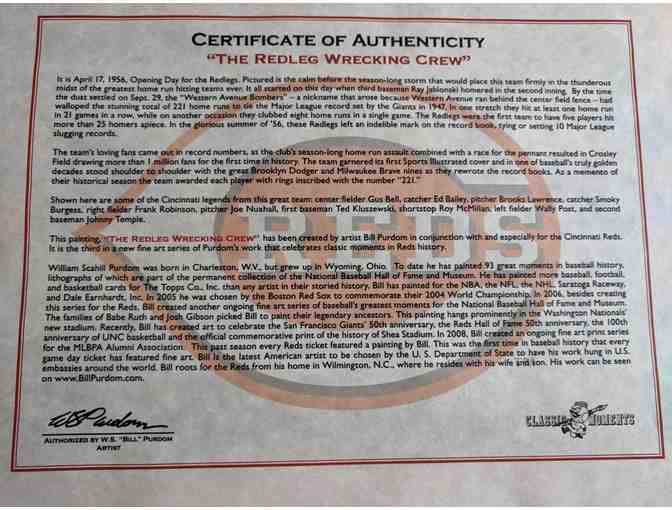 CERTIFICATE OF AUTHENTICITY
"THE REDLEG WRECKING CREW"
It is April 17, 1956, Opening Day for the Redlegs. Pictured is the calm before the season-long storm that would place this team firmly in the thunderous
midst of the greatest home run hitting teams ever. It all started on this day when third baseman Ray Jablonski homered in the second inning. By the time
the dust settled on Sept. 29, the "Western Avenue Bombers" – a nickname that arose because Western Avenue ran behind the center field fence – had
walloped the stunning total of 221 home runs to tie the Major League record set by the Giants in 1947. In one stretch they hit at least one home run
in 21 games in a row, while on another occasion they clubbed eight home runs in a single game. The Redlegs were the first team to have five players hit
more than 25 homers apiece. In the glorious summer of '56, these Redlegs left an indelible mark on the record book, tying or setting 10 Major League
slugging records.
The team's loving fans came out in record numbers, as the club's season-long home run assault combined with a race for the pennant resulted in Crosley
Field drawing more than 1 million fans for the first time in history. The team garnered its first Sports Illustrated cover and in one of baseball's truly golden
decades stood shoulder to shoulder with the great Brooklyn Dodger and Milwaukee Brave nines as they rewrote the record books. As a memento of
their historical season the team awarded each player with rings inscribed with the number "221."
Shown here are some of the Cincinnati legends from this great team: center fielder Gus Bell, catcher Ed Bailey, pitcher Brooks Lawrence, catcher Smoky
Burgess, right fielder Frank Robinson, pitcher Joe Nuxhall, first baseman Ted Kluszewski, shortstop Roy McMillan, left fielder Wally Post, and second
baseman Johnny Temple.
This painting, "THE REDLEG WRECKING CREW" has been created by artist Bill Purdom in conjunction with and especially for the Cincinnati Reds.
It is the third in a new fine art series of Purdom's work that celebrates classic moments in Reds history.
William Seahill Purdom was born in Charleston, W.V., but grew up in Wyoming, Ohio. To date he has painted 93 great moments in baseball history,
lithographs of which are part of the permanent collection of the National Baseball Hall of Fame and Museum. He has painted more baseball, football,
and basketball cards for The Topps Co., Inc. than any artist in their storied history. Bill has painted for the NBA, the NFL, the NHL, Saratoga Raceway,
and Dale Earnhardt, Inc. In 2005 he was chosen by the Boston Red Sox to commemorate their 2004 World Championship. In 2006, besides creating
this series for the Reds, Bill created another ongoing fine art series of baseball's greatest moments for the National Baseball Hall of Fame and Museum.
The families of Babe Ruth and Josh Gibson picked Bill to paint their legendary ancestors. This painting hangs prominently in the Washington Nationals'
new stadium. Recently, Bill has created art to celebrate the San Francisco Giants' 50th anniversary, the Reds Hall of Fame 50th anniversary, the 100th
anniversary of UNC basketball and the official commemorative print of the history of Shea Stadium. In 2008, Bill created an ongoing fine art print series
for the MLBPA Alumni Association. This past season every Reds ticket featured a painting by Bill. This was the first time in baseball history that every
game day ticket has featured fine art. Bill is the latest American artist to be chosen by the U. S. Department of State to have his work hung in U.S.
embassies around the world. Bill roots for the Reds from his home in Wilmington, N.C., where he resides with his wife and son. His work can be seen
on www.BillPurdom.com.
REDS
WS Purdom
AUTHORIZED BY W.S. "BILL" PURDOM
ARTIST
CLASSIC MOMENTS